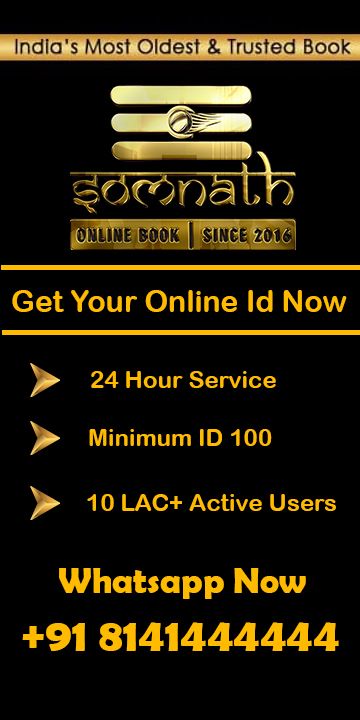 India's Most Oldest & Trusted Book
Somnath
ONLINE BOOK | SINCE 2016
Get Your Online Id Now
24 Hour Service
Minimum ID 100
10 LAC+ Active Users
Whatsapp Now
+91 8141444444